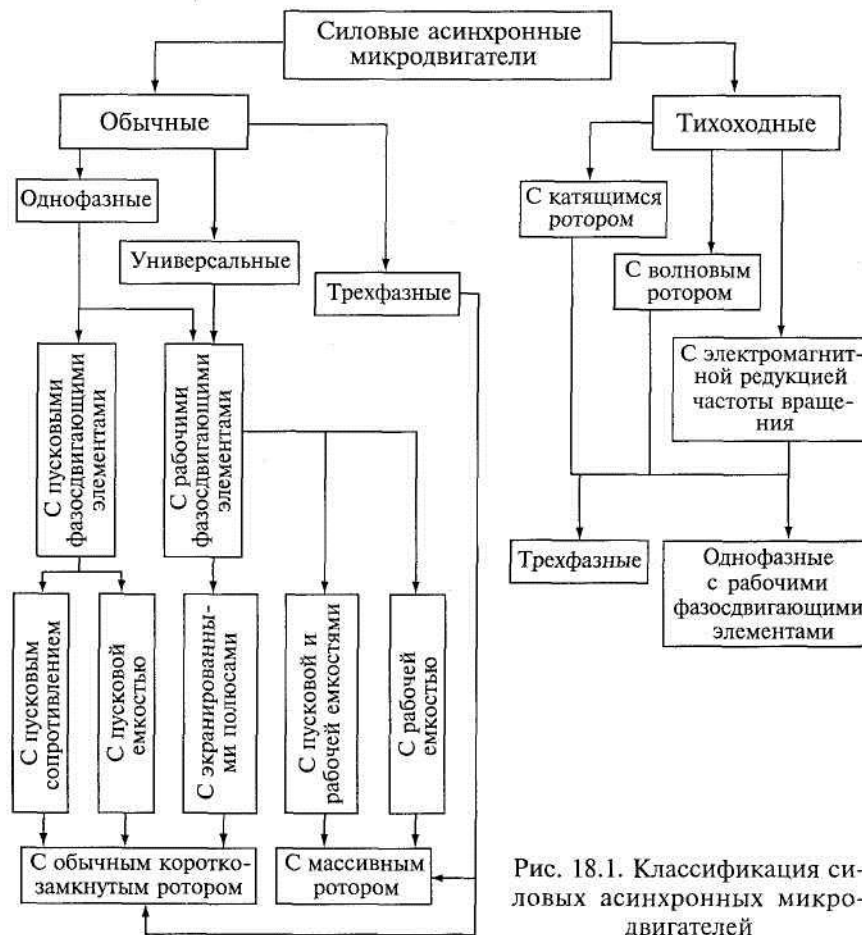 Силовые асинхронные
микродвигатели
Обычные
Тихоходные
Однофазные
С катящимся
ротором
Универсальные
С волновым
ротором
Трехфазные
С пусковыми
фазосдвигающими
элементами
С рабочими
фазосдвигающими
элементами
С электромагнит-
ной редукцией
частоты враще-
ния
Трехфазные
Однофазные
с рабочими
фазосдвигающими
элементами
С пусковым
сопротивлением
С пусковой
емкостью
С экранированны-
ми полюсами
С пусковой и
рабочей емкостями
С рабочей
емкостью
С обычным коротко-
замкнутым ротором
С массивным
ротором
Рис. 18.1. Классификация си-
ловых асинхронных микро-
двигателей